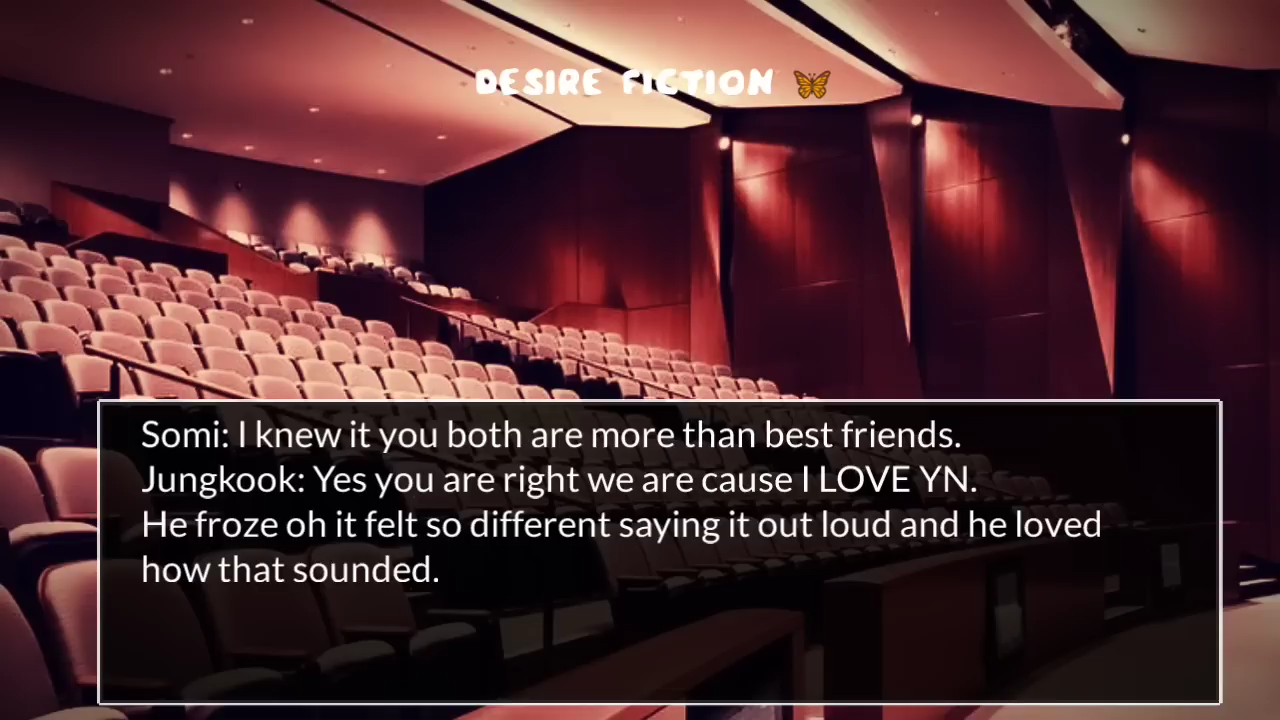 DESIRE FICTION 🦋
Somi: I knew it you both are more than best friends.
Jungkook: Yes you are right we are cause I LOVE YN.
He froze oh it felt so different saying it out loud and he loved
how that sounded.